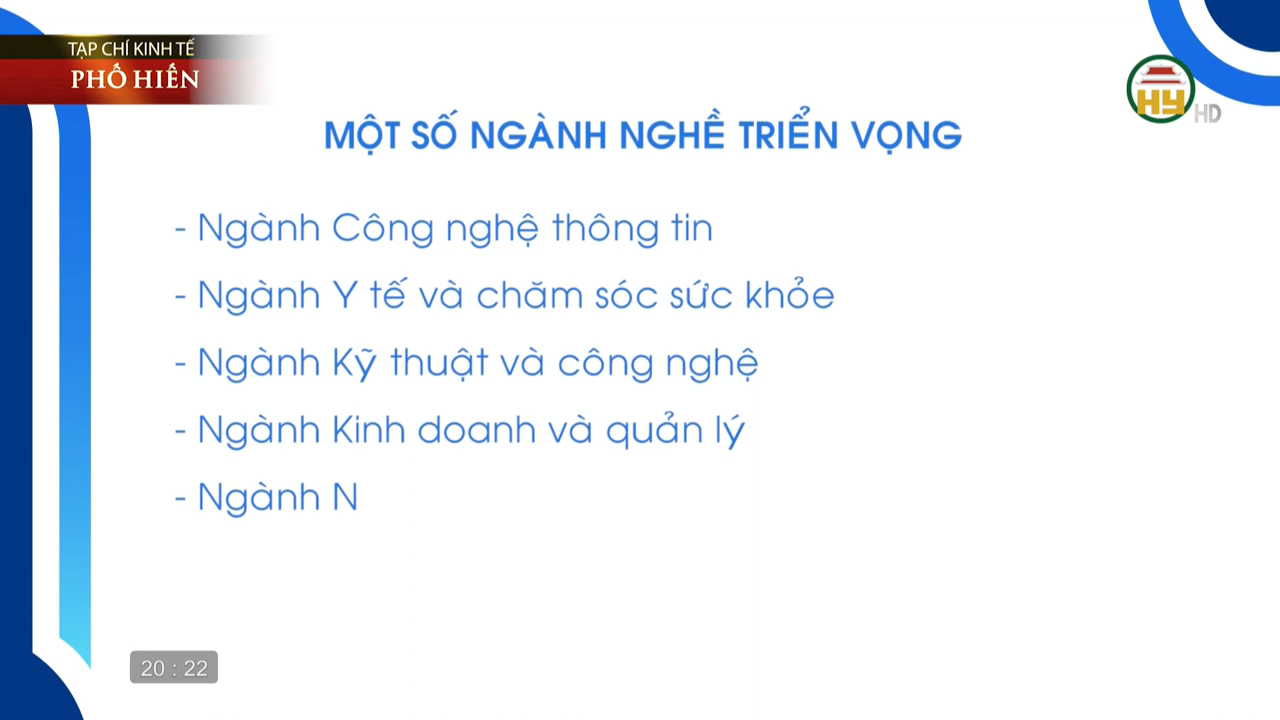 TẠP CHÍ KINH TẾ
PHỐ HIẾN
HY HD
MỘT SỐ NGÀNH NGHỀ TRIỂN VỌNG
- Ngành Công nghệ thông tin
- Ngành Y tế và chăm sóc sức khỏe
- Ngành Kỹ thuật và công nghệ
- Ngành Kinh doanh và quản lý
- Ngành N
20 : 22